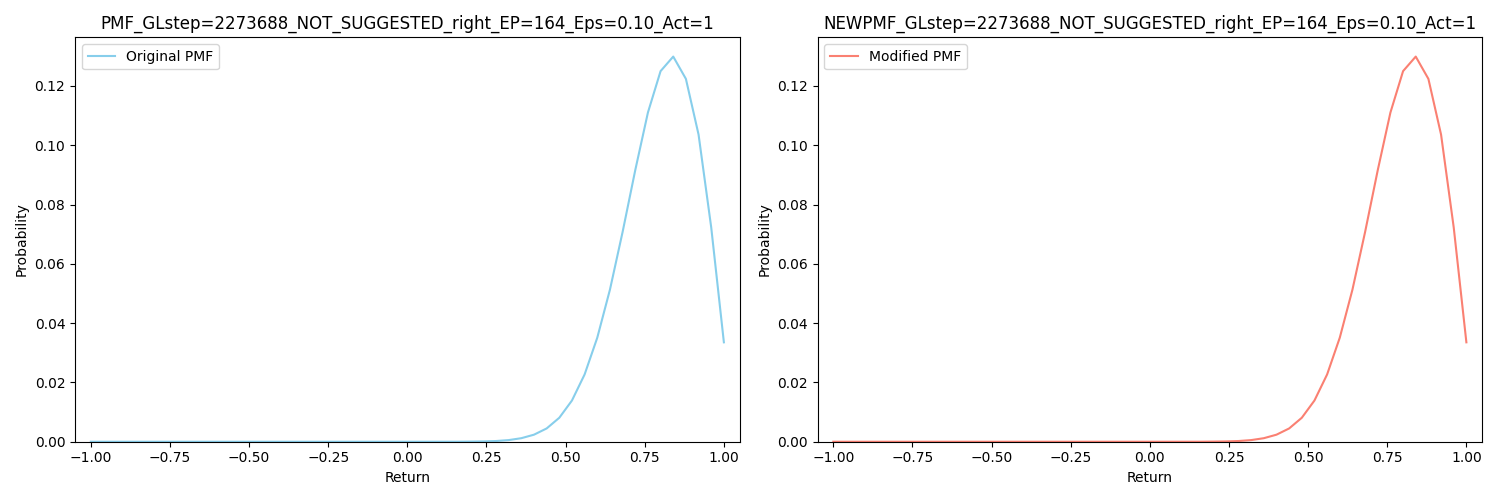 PMF_GLstep=2273688_NOT_SUGGESTED_right_EP=164_Eps=0.10_Act=1
Original PMF
Probability
0.12
0.10
0.08
0.06
0.04
0.02
0.00
−1.00 −0.75 −0.50 −0.25 0.00 0.25 0.50 0.75 1.00
Return
NEWPMF_GLstep=2273688_NOT_SUGGESTED_right_EP=164_Eps=0.10_Act=1
Modified PMF
Probability
0.12
0.10
0.08
0.06
0.04
0.02
0.00
−1.00 −0.75 −0.50 −0.25 0.00 0.25 0.50 0.75 1.00
Return